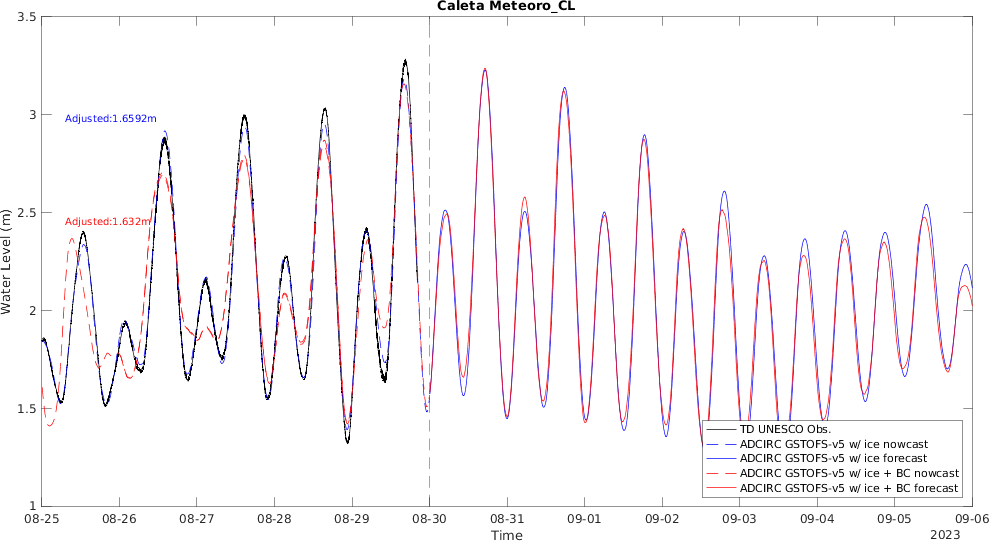 Caleta Meteoro_CL
3.5
3
2.5
2
1.5
1
Water Level (m)
Adjusted:1.6592m
Adjusted:1.632m
TD UNESCO Obs.
ADCIRC GSTOFS-v5 w/ ice nowcast
ADCIRC GSTOFS-v5 w/ ice forecast
ADCIRC GSTOFS-v5 w/ ice + BC nowcast
ADCIRC GSTOFS-v5 w/ ice + BC forecast
08-25 08-26 08-27 08-28 08-29 08-30 08-31 09-01 09-02 09-03 09-04 09-05 09-06
Time
2023